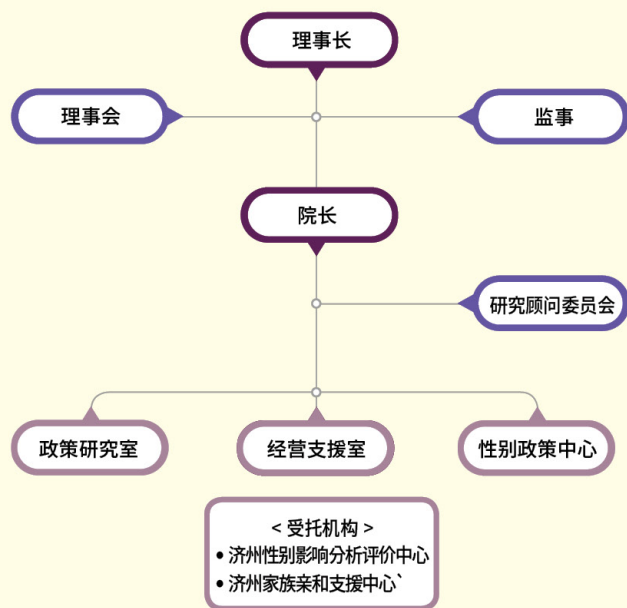 理事长
理事会
监事
院长
研究顾问委员会
政策研究室
经营支援室
性别政策中心
< 受托机构 >
• 济州性别影响分析评价中心
• 济州家族亲和支援中心`